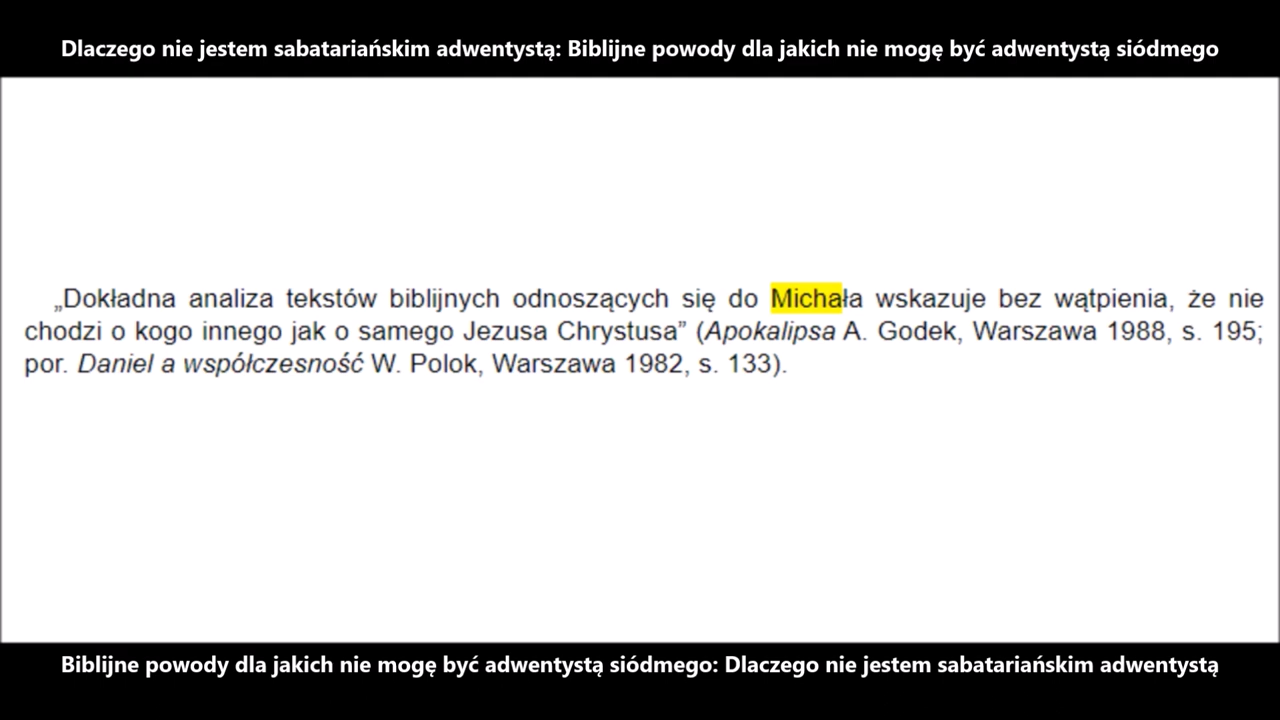 Dlaczego nie jestem sabatariańskim adwentystą: Biblijne powody dla jakich nie mogę być adwentystą siódmego
„Dokładna analiza tekstów biblijnych odnoszących się do Michała wskazuje bez wątpienia, że nie
chodzi o kogo innego jak o samego Jezusa Chrystusa” (Apokalipsa A. Godek, Warszawa 1988, s. 195;
por. Daniel a współczesność W. Polok, Warszawa 1982, s. 133).
Biblijne powody dla jakich nie mogę być adwentystą siódmego: Dlaczego nie jestem sabatariańskim adwentystą